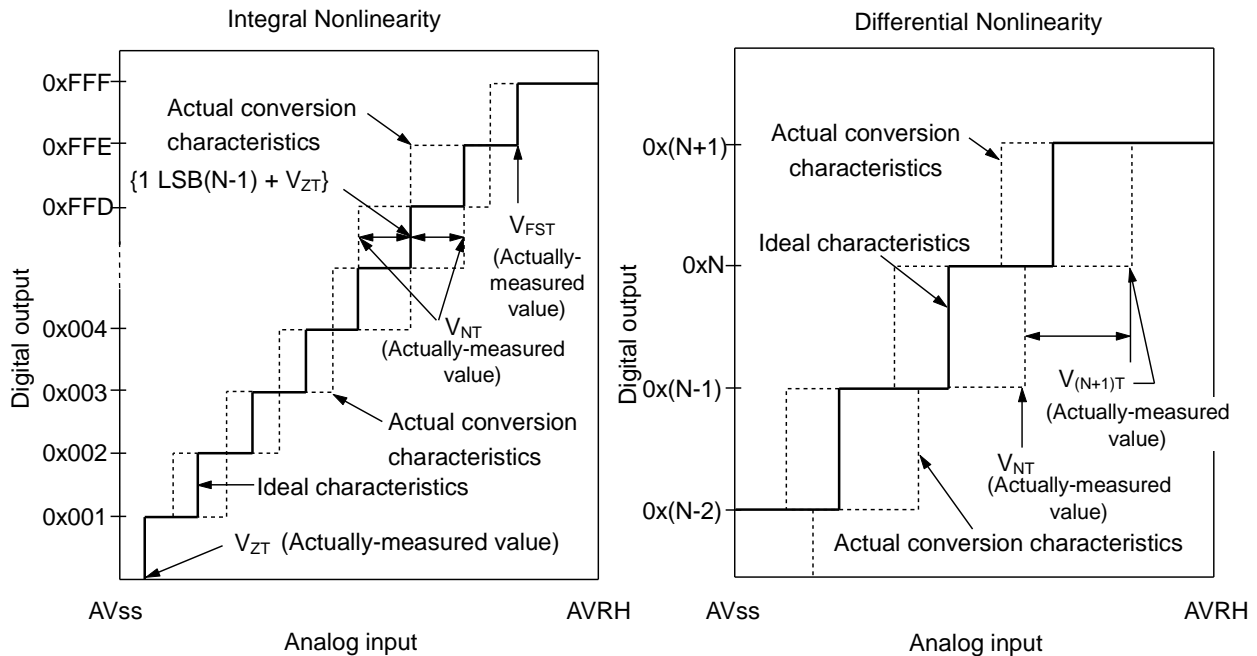 Integral Nonlinearity
0xFFF
0xFFE
0xFFD
0x004
0x003
0x002
0x001
Digital output
Actual conversion
characteristics
{1 LSB(N-1) + VZT}
VFST
(Actually-
measured
value)
VNT
(Actually-measured
value)
Actual conversion
characteristics
Ideal characteristics
VZT (Actually-measured value)
AVss
AVRH
Analog input
Differential Nonlinearity
0x(N+1)
0xN
0x(N-1)
0x(N-2)
Digital output
Actual conversion
characteristics
Ideal characteristics
V(N+1)T
(Actually-measured
value)
VNT
(Actually-measured
value)
Actual conversion characteristics
AVss
AVRH
Analog input